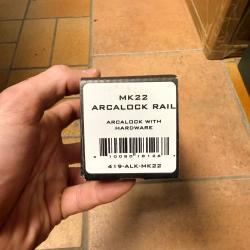 MK22
ARCALOCK RAIL
ARCALOCK WITH
HARDWARE
419-ALK-MK22